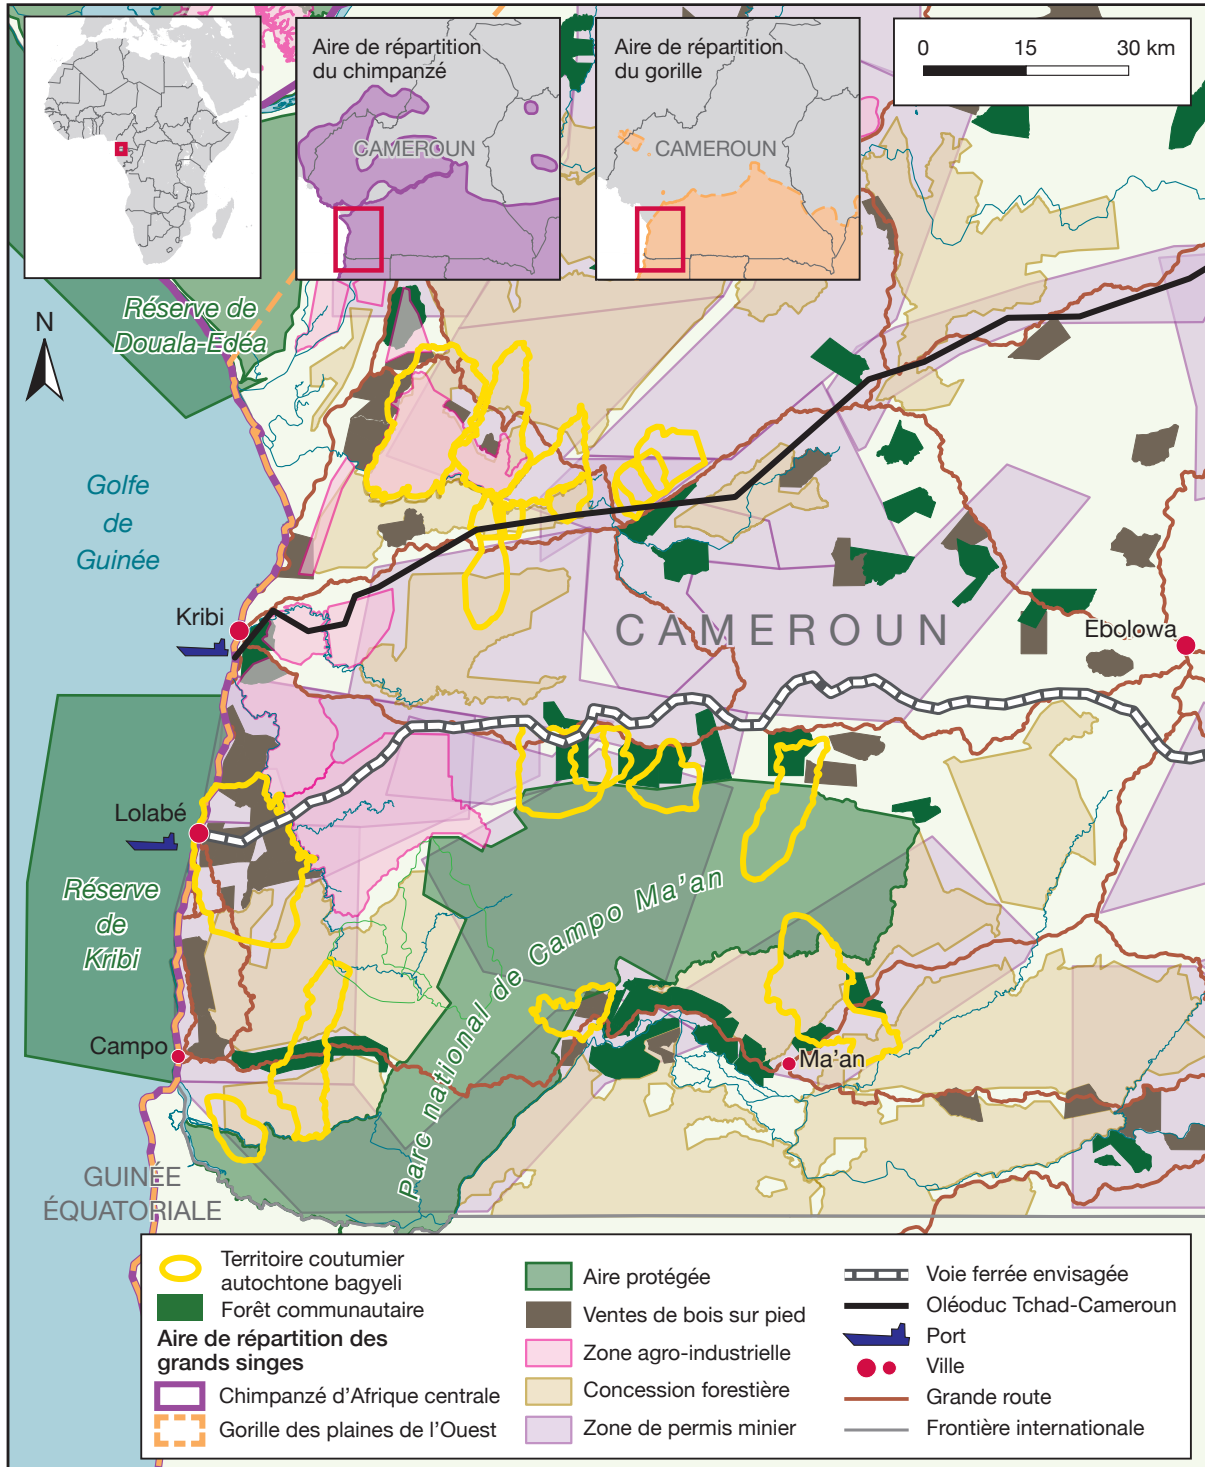 Aire de répartition
du chimpanzé
CAMEROUN
Aire de répartition
du gorille
CAMEROUN
0 15 30 km
N
Réserve de
Douala-Edéa
Golfe
de
Guinée
Kribi
CAMEROUN
Ebolowa
Lolabé
Réserve
de
Kribi
Parc national de Campo Ma'an
Campo
Ma'an
GUINÉE
ÉQUATORIALE
Territoire coutumier
autochtone bagyeli
Forêt communautaire
Aire de répartition des
grands singes
Chimpanzé d'Afrique centrale
Gorille des plaines de l'Ouest
Aire protégée
Ventes de bois sur pied
Zone agro-industrielle
Concession forestière
Zone de permis minier
Voie ferrée envisagée
Oléoduc Tchad-Cameroun
Port
Ville
Grande route
Frontière internationale